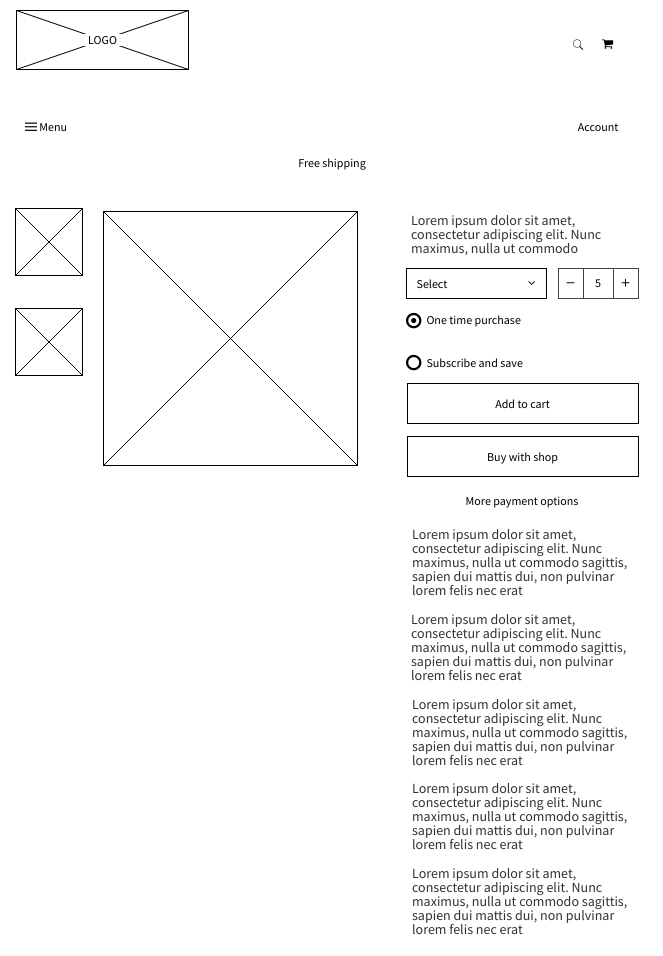 LOGO
Menu
Account
Free shipping
Lorem ipsum dolor sit amet,
consectetur adipiscing elit. Nunc
maximus, nulla ut commodo
Select
5
One time purchase
Subscribe and save
Add to cart
Buy with shop
More payment options
Lorem ipsum dolor sit amet,
consectetur adipiscing elit. Nunc
maximus, nulla ut commodo sagittis,
sapien dui mattis dui, non pulvinar
lorem felis nec erat
Lorem ipsum dolor sit amet,
consectetur adipiscing elit. Nunc
maximus, nulla ut commodo sagittis,
sapien dui mattis dui, non pulvinar
lorem felis nec erat
Lorem ipsum dolor sit amet,
consectetur adipiscing elit. Nunc
maximus, nulla ut commodo sagittis,
sapien dui mattis dui, non pulvinar
lorem felis nec erat
Lorem ipsum dolor sit amet,
consectetur adipiscing elit. Nunc
maximus, nulla ut commodo sagittis,
sapien dui mattis dui, non pulvinar
lorem felis nec erat
Lorem ipsum dolor sit amet,
consectetur adipiscing elit. Nunc
maximus, nulla ut commodo sagittis,
sapien dui mattis dui, non pulvinar
lorem felis nec erat